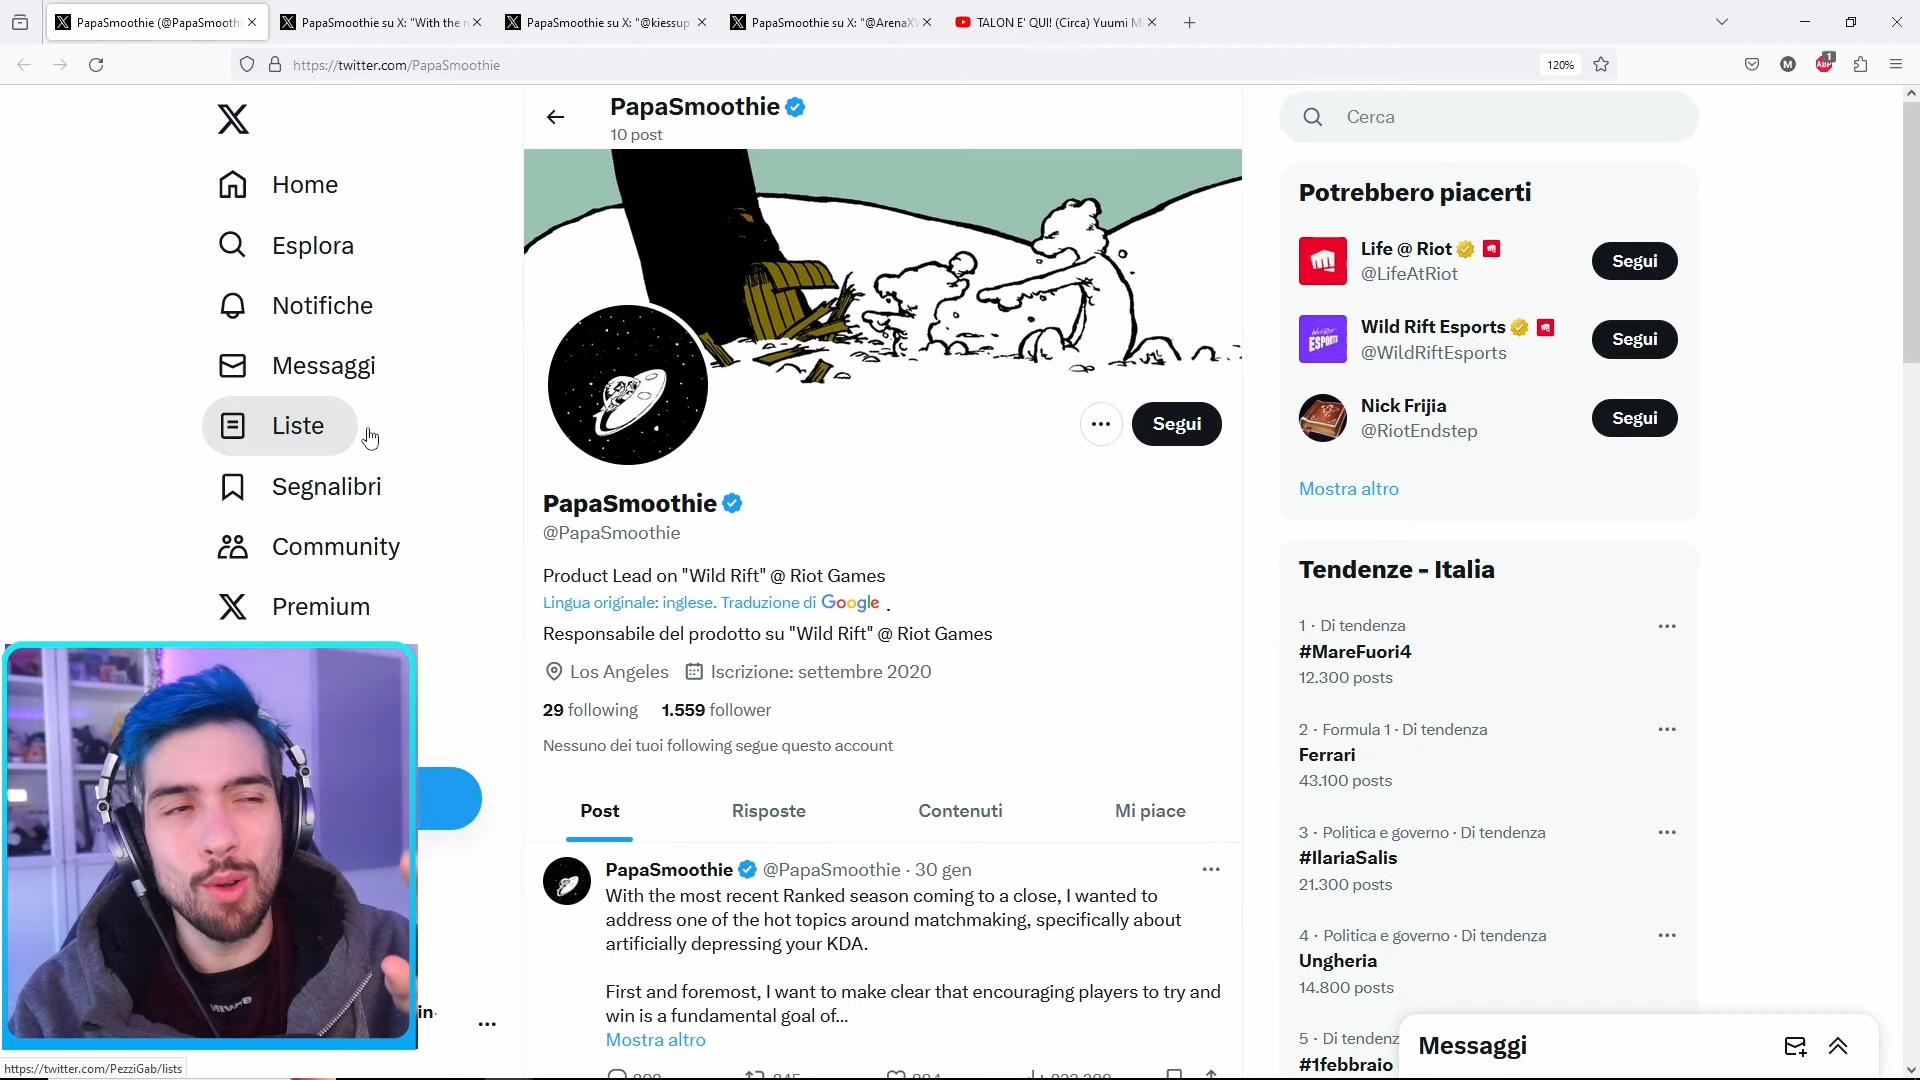 PapaSmoothie (@PapaSmooth
PapaSmoothie su X: "With the
PapaSmoothie su X: "@kiessup
PapaSmoothie su X: "@ArenaX
TALON E' QUI! (Circa) Yuumi M
https://twitter.com/PapaSmoothie
120%
ABP
1
M
Home
Esplora
Notifiche
Messaggi
Liste
Segnalibri
Community
Premium
PapaSmoothie
10 post
Segui
PapaSmoothie
@PapaSmoothie
Product Lead on "Wild Rift" @ Riot Games
Lingua originale: inglese. Traduzione di Google .
Responsabile del prodotto su "Wild Rift" @ Riot Games
Los Angeles Iscrizione: settembre 2020
29 following 1.559 follower
Nessuno dei tuoi following segue questo account
Post Risposte Contenuti Mi piace
PapaSmoothie @PapaSmoothie · 30 gen
With the most recent Ranked season coming to a close, I wanted to
address one of the hot topics around matchmaking, specifically about
artificially depressing your KDA.
First and foremost, I want to make clear that encouraging players to try and
win is a fundamental goal of...
Mostra altro
Cerca
Potrebbero piacerti
Life @ Riot
@LifeAtRiot
Segui
Wild Rift Esports
@WildRiftEsports
Segui
ESPORTS
Nick Frijia
@RiotEndstep
Segui
Mostra altro
Tendenze - Italia
1 · Di tendenza
#MareFuori4
12.300 posts
2 · Formula 1 · Di tendenza
Ferrari
43.100 posts
3 · Politica e governo · Di tendenza
#IlariaSalis
21.300 posts
4 · Politica e governo · Di tendenza
Ungheria
14.800 posts
5 · Di tendenz
#1febbraio
Messaggi
in
https://twitter.com/PezziGab/lists